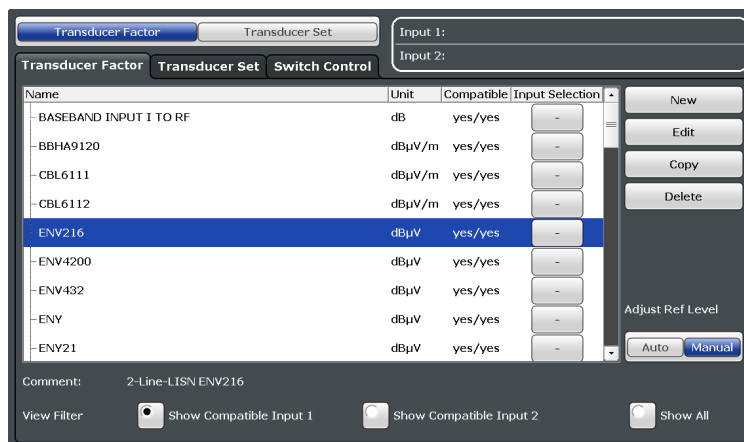 Transducer Factor Transducer Set
Input 1:
Input 2:
Transducer Factor Transducer Set Switch Control
Name Unit Compatible Input Selection
BASEBAND INPUT I TO RF dB yes/yes -
BBHA9120 dBµV/m yes/yes -
CBL6111 dBµV/m yes/yes -
CBL6112 dBµV/m yes/yes -
ENV216 dBµV yes/yes -
ENV4200 dBµV yes/yes -
ENV432 dBµV yes/yes -
ENY dBµV yes/yes -
ENY21 dBµV yes/yes -
New
Edit
Copy
Delete
Adjust Ref Level
Auto Manual
Comment: 2-Line-LISN ENV216
View Filter Show Compatible Input 1 Show Compatible Input 2 Show All